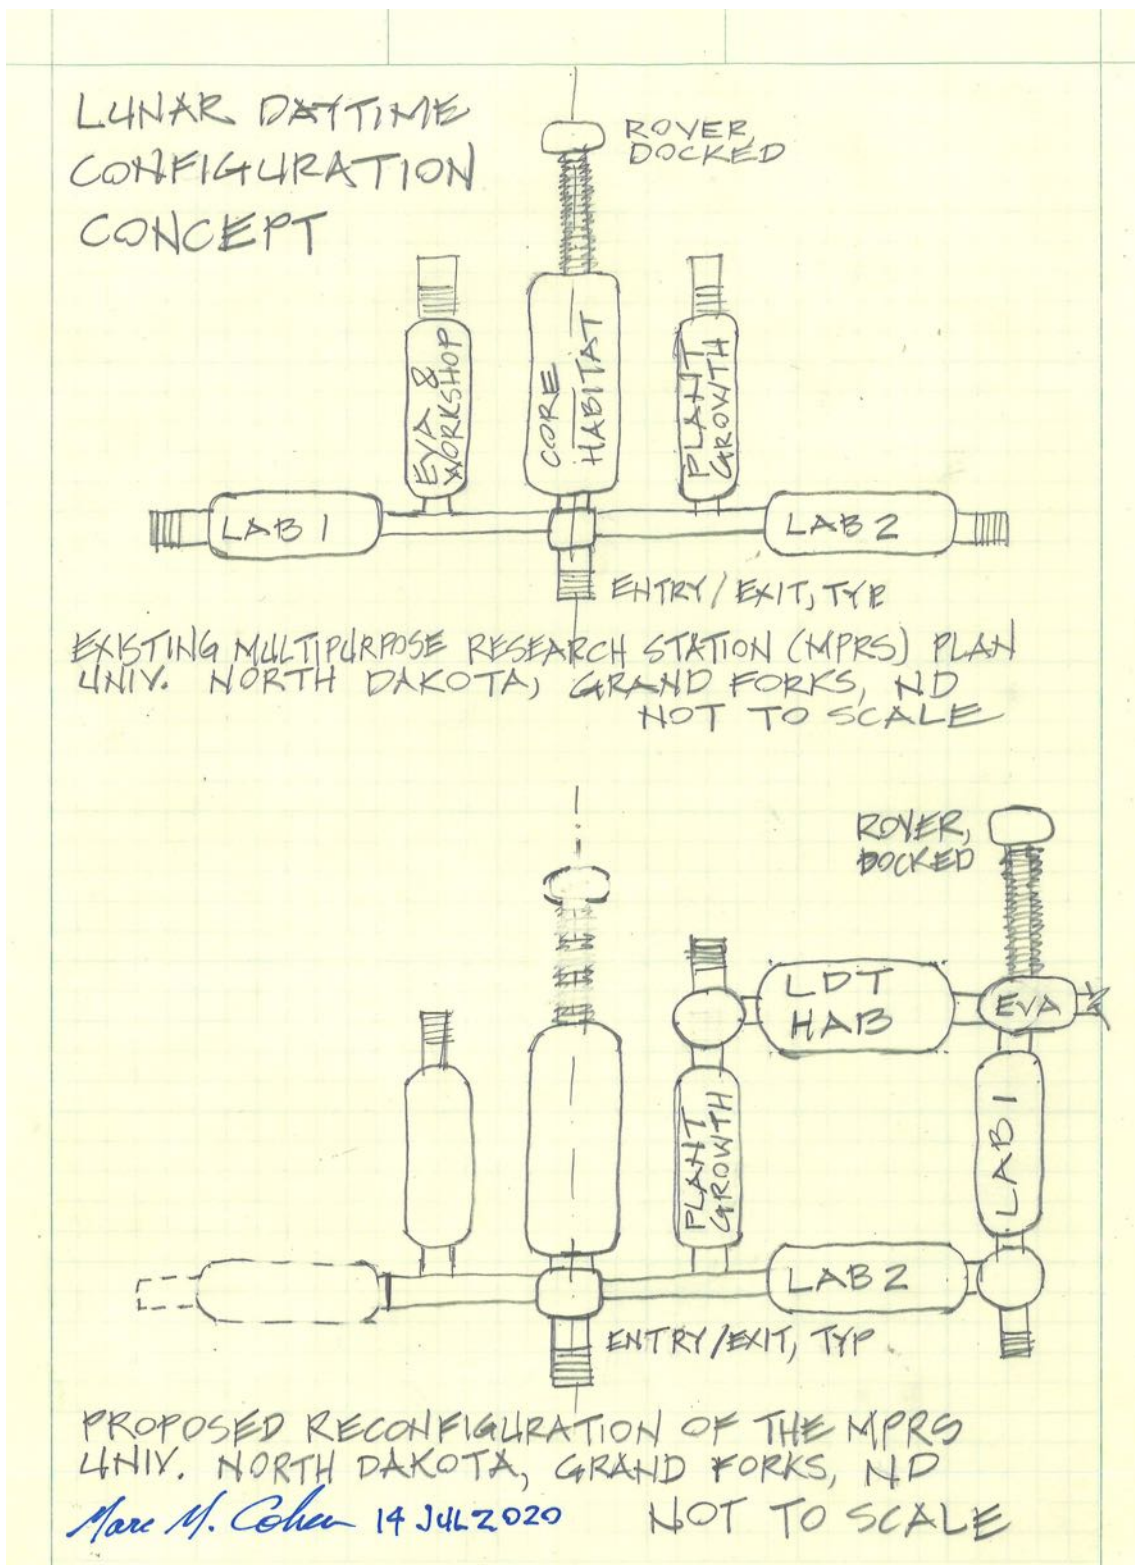 LUNAR DAYTIME
CONFIGURATION
CONCEPT
ROVER,
DOCKED
EVA &
WORKSHOP
CORE
HABITAT
PLANT
GROWTH
LAB 1
LAB 2
ENTRY/EXIT, TYP
EXISTING MULTIPURPOSE RESEARCH STATION (MPRS) PLAN
UNIV. NORTH DAKOTA, GRAND FORKS, ND
NOT TO SCALE
ROVER,
DOCKED
LDT
HAB
EVA
PLANT
GROWTH
LAB 1
LAB 2
ENTRY/EXIT, TYP
PROPOSED RECONFIGURATION OF THE MPRS
UNIV. NORTH DAKOTA, GRAND FORKS, ND
Marc M. Cohen 14 JUL 2020
NOT TO SCALE